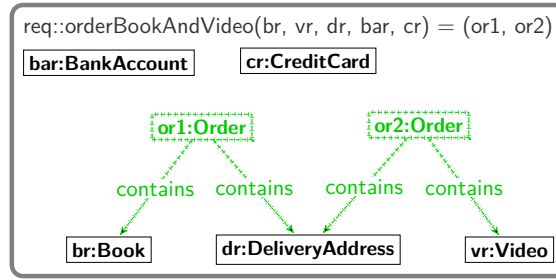 req::orderBookAndVideo(br, vr, dr, bar, cr) = (or1, or2)
bar:BankAccount cr:CreditCard
or1:Order or2:Order
contains contains contains contains
br:Book dr:DeliveryAddress vr:Video